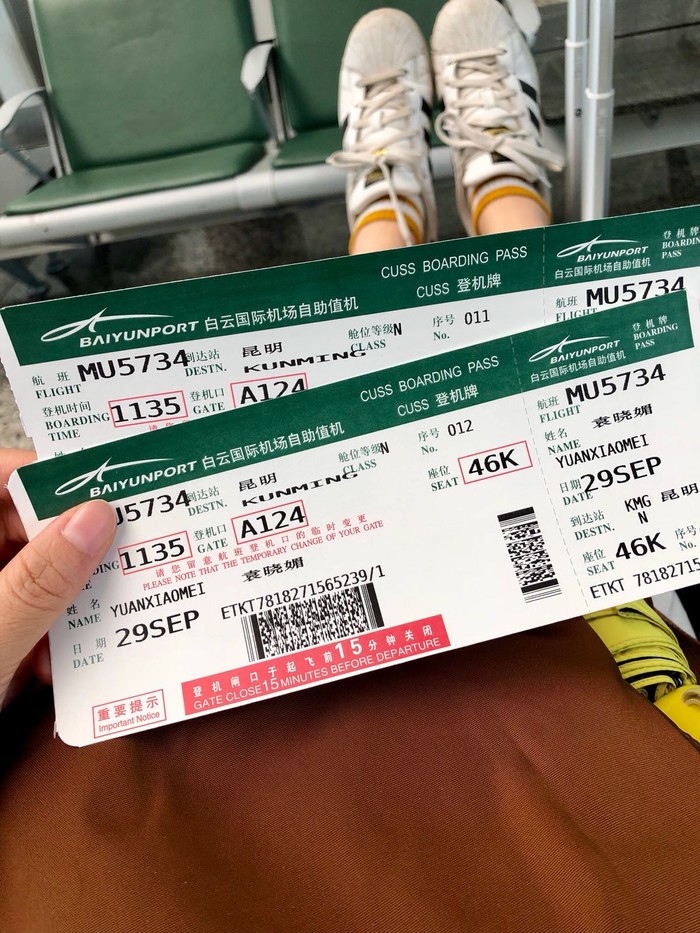 BAIYUNPORT 白云国际机场自助值机
CUSS BOARDING PASS
CUSS 登机牌
航班 FLIGHT MU5734
到达站 DESTN. 昆明 KUNMING
舱位等级 CLASS N
序号 No. 011
登机时间 BOARDING TIME 1135
登机口 GATE A124
BAIYUNPORT
白云国际机场自助值机
登机牌
BOARDING PASS
航班 MU5734
BAIYUNPORT 白云国际机场自助值机
CUSS BOARDING PASS
CUSS 登机牌
U5734
到达站 DESTN. 昆明 KUNMING
舱位等级 CLASS N
序号 No. 012
1135
登机口 GATE A124
座位 SEAT 46K
请您留意航班登机口的临时变更
PLEASE NOTE THAT THE TEMPORARY CHANGE OF YOUR GATE
袁晓媚
姓名 NAME YUANXIAOMEI
ETKT7818271565239/1
日期 DATE 29SEP
登机闸口于起飞前15分钟关闭
GATE CLOSE 15 MINUTES BEFORE DEPARTURE
重要提示
Important Notice
BAIYUNPORT
白云国际机场自助值机
登机牌
BOARDING PASS
航班 FLIGHT MU5734
姓名 NAME 袁晓媚
YUANXIAOMEI
日期 DATE 29SEP
到达站 DESTN. KMG 昆明
N
座位 SEAT 46K
序号 No.
ETKT 78182715